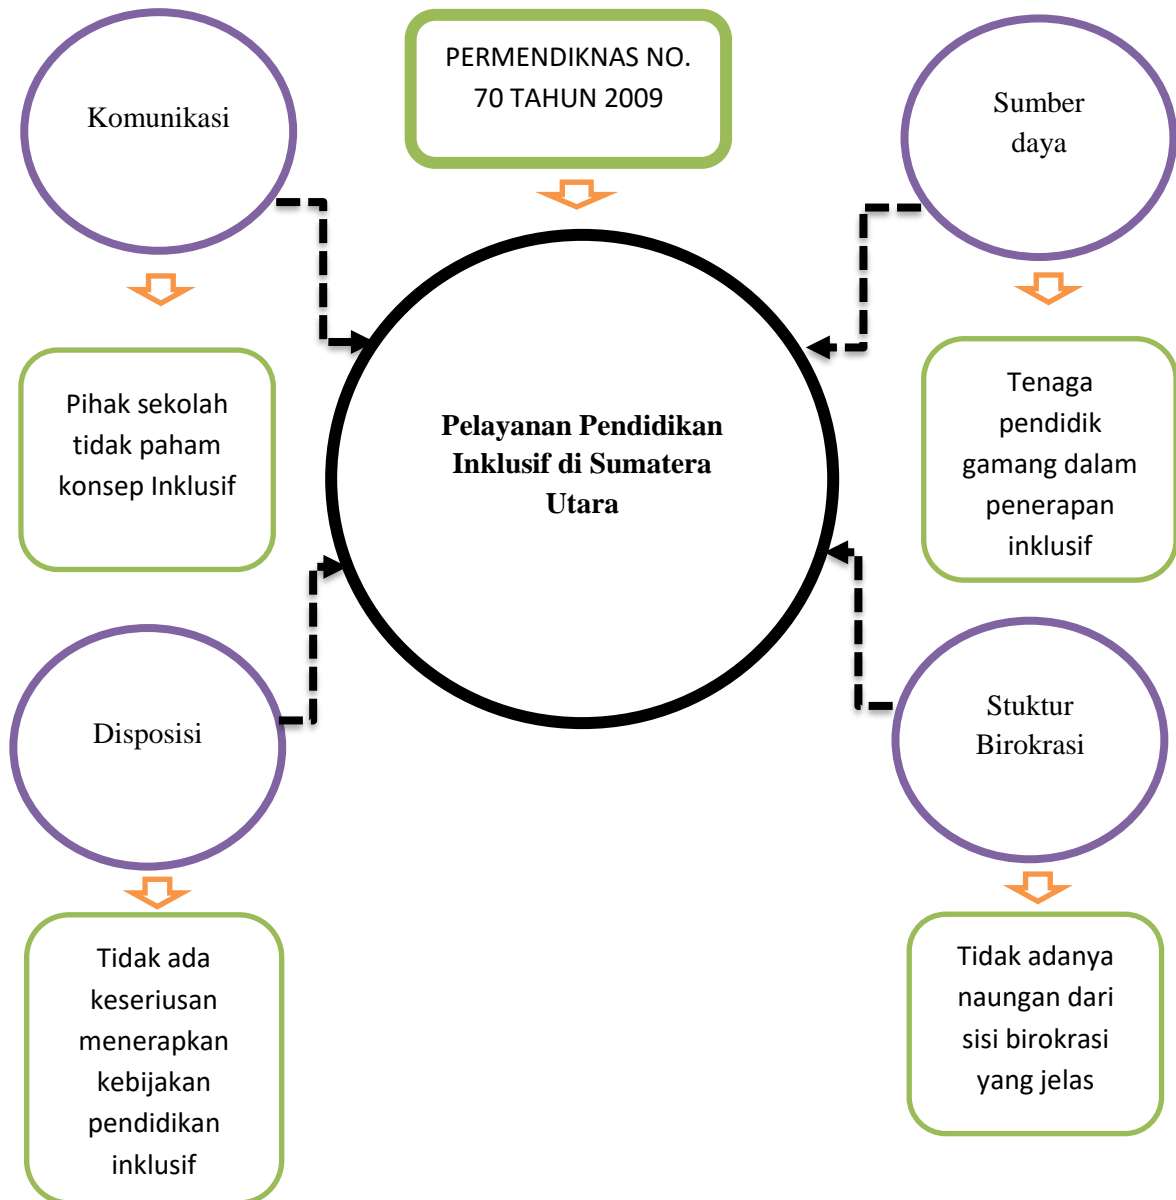 Komunikasi
PERMENDIKNAS NO.
70 TAHUN 2009
Sumber
daya
Pihak sekolah
tidak paham
konsep Inklusif
Pelayanan Pendidikan
Inklusif di Sumatera
Utara
Tenaga
pendidik
gamang dalam
penerapan
inklusif
Disposisi
Stuktur
Birokrasi
Tidak ada
keseriusan
menerapkan
kebijakan
pendidikan
inklusif
Tidak adanya
naungan dari
sisi birokrasi
yang jelas